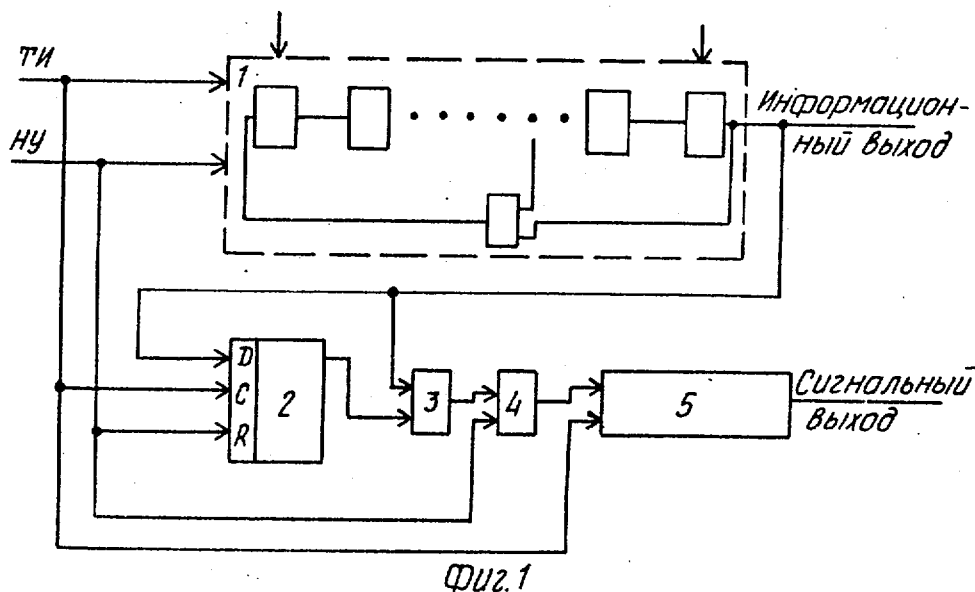 ТИ
НУ
1
Информацион-
ный выход
D
C
R
2
3
4
5
Сигнальный
выход
Фиг.1